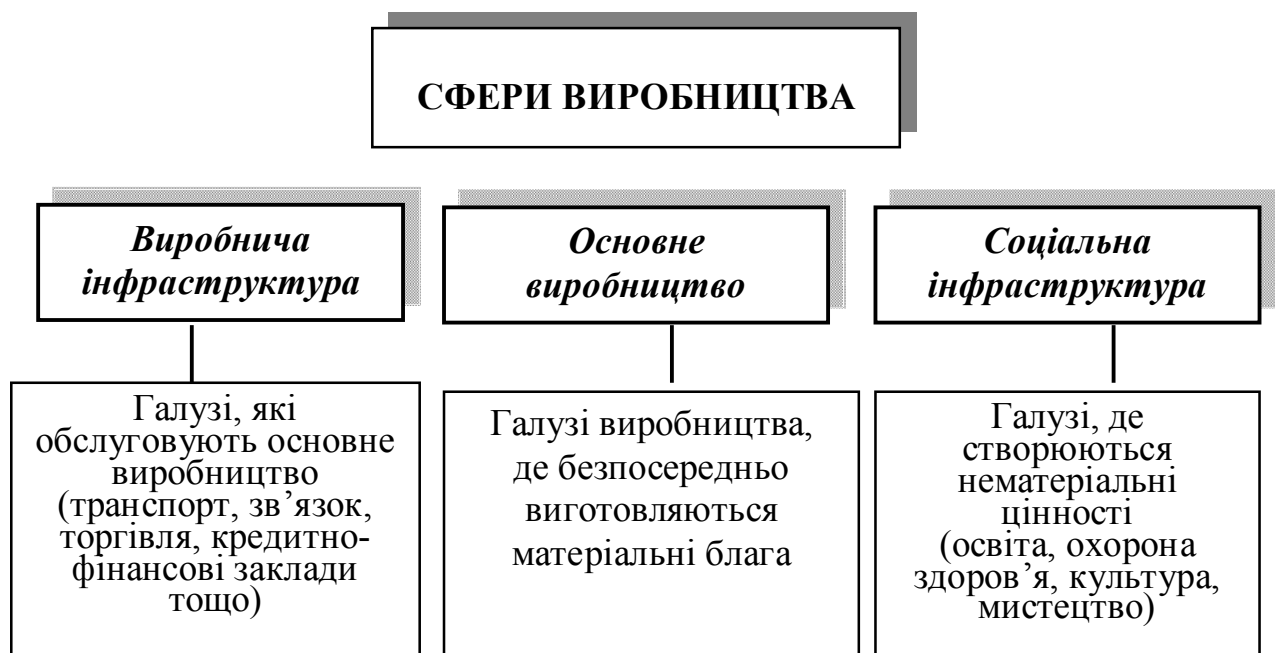 СФЕРИ ВИРОБНИЦТВА
Виробнича
інфраструктура
Галузі, які
обслуговують основне
виробництво
(транспорт, зв’язок,
торгівля, кредитно-
фінансові заклади
тощо)
Основне
виробництво
Галузі виробництва,
де безпосередньо
виготовляються
матеріальні блага
Соціальна
інфраструктура
Галузі, де
створюються
нематеріальні
цінності
(освіта, охорона
здоров’я, культура,
мистецтво)